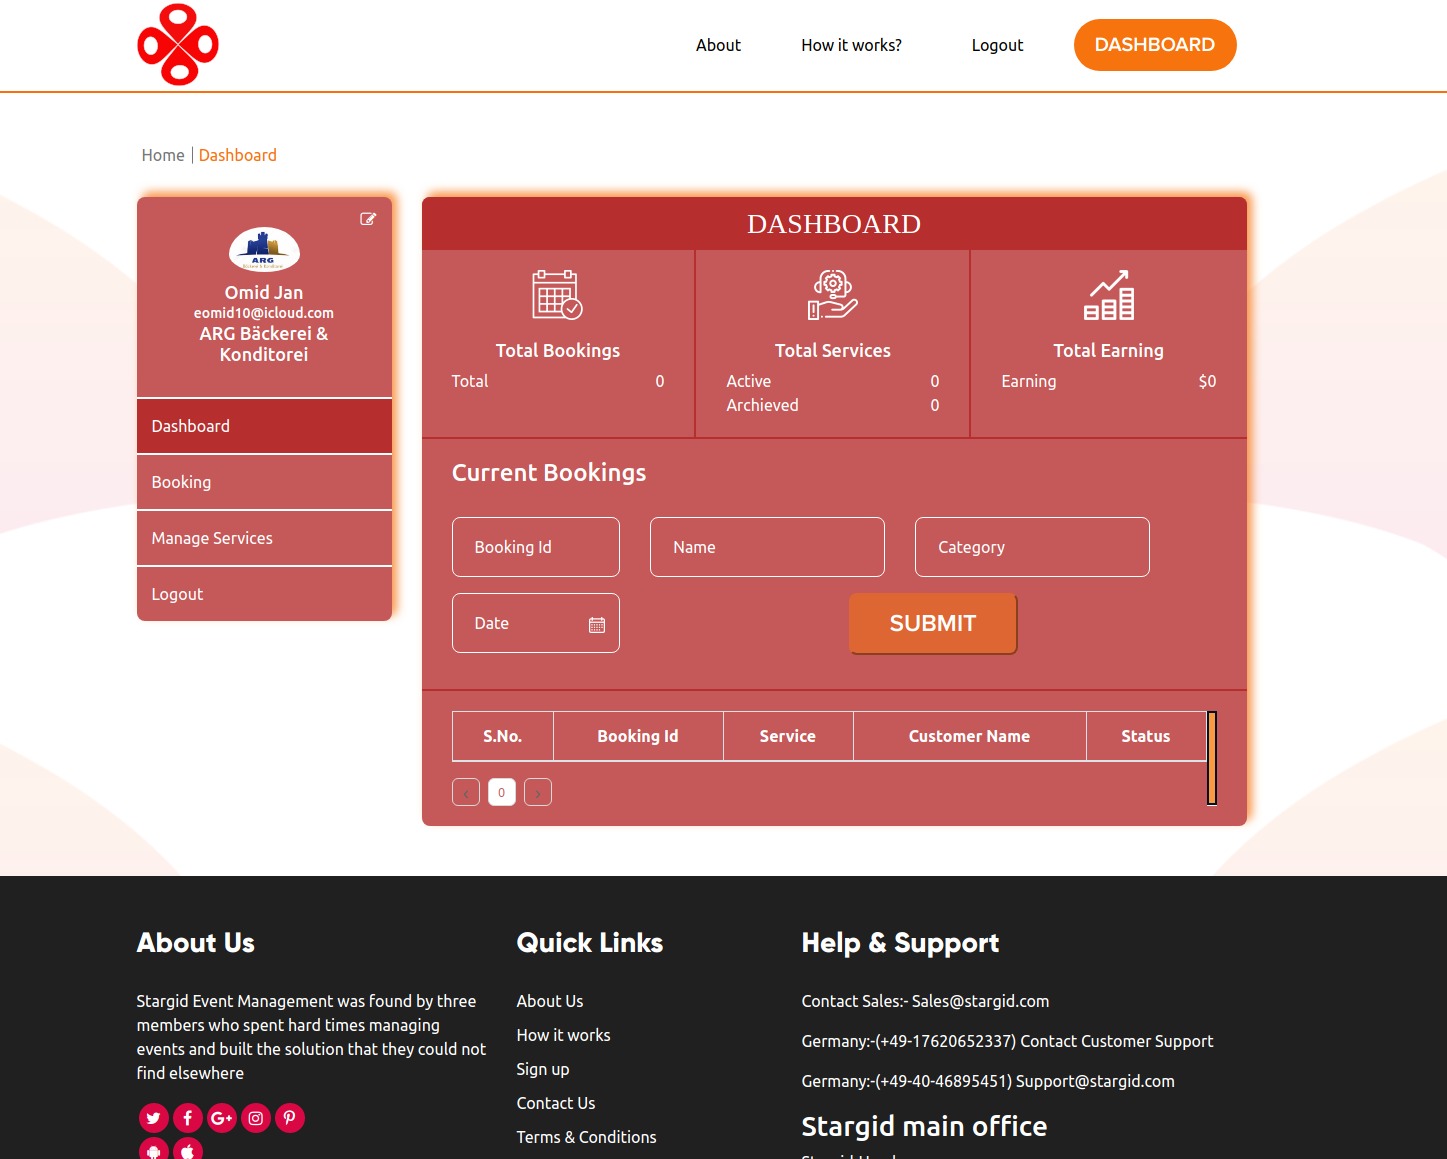 About
How it works?
Logout
DASHBOARD
Home
Dashboard
ARG
Omid Jan
eomid10@icloud.com
ARG Bäckerei &
Konditorei
Dashboard
Booking
Manage Services
Logout
DASHBOARD
Total Bookings
Total 0
Total Services
Active 0
Archieved 0
Total Earning
Earning $0
Current Bookings
Booking Id
Name
Category
Date
SUBMIT
S.No. Booking Id Service Customer Name Status
‹ 0 ›
About Us
Stargid Event Management was found by three
members who spent hard times managing
events and built the solution that they could not
find elsewhere
Quick Links
About Us
How it works
Sign up
Contact Us
Terms & Conditions
Help & Support
Contact Sales:- Sales@stargid.com
Germany:-(+49-17620652337) Contact Customer Support
Germany:-(+49-40-46895451) Support@stargid.com
Stargid main office